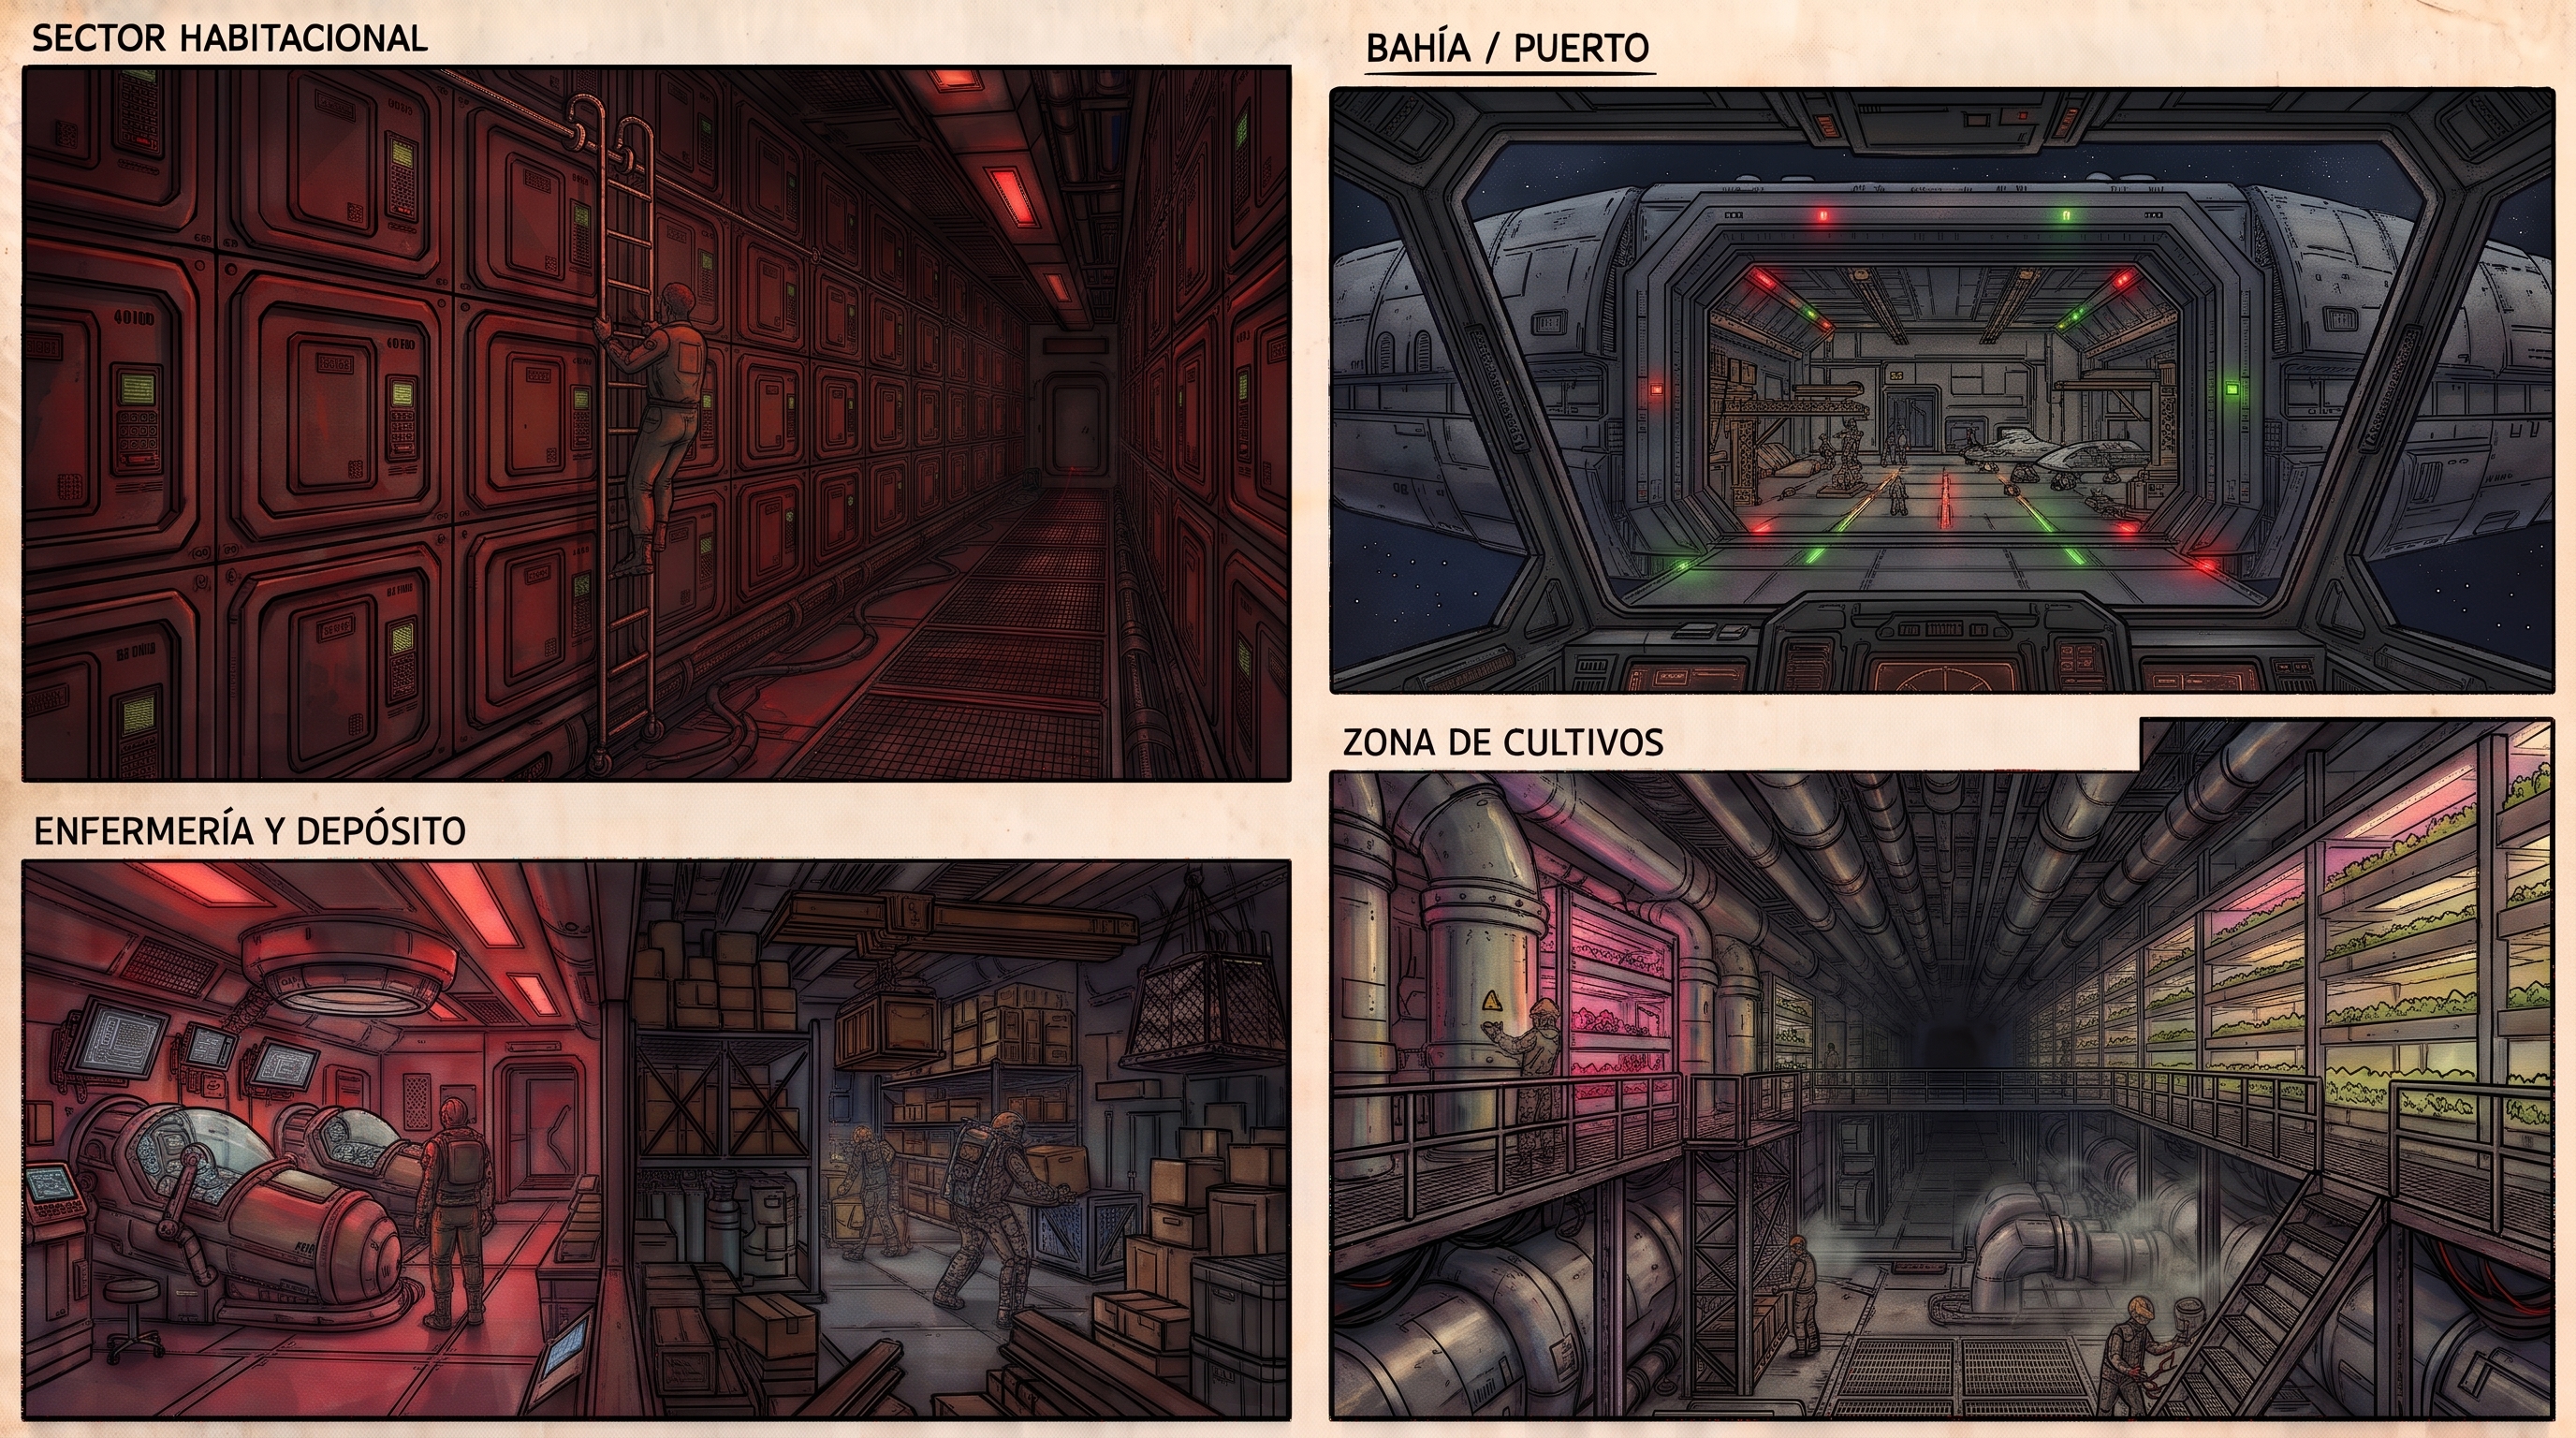 SECTOR HABITACIONAL
BAHÍA / PUERTO
ZONA DE CULTIVOS
ENFERMERÍA Y DEPÓSITO